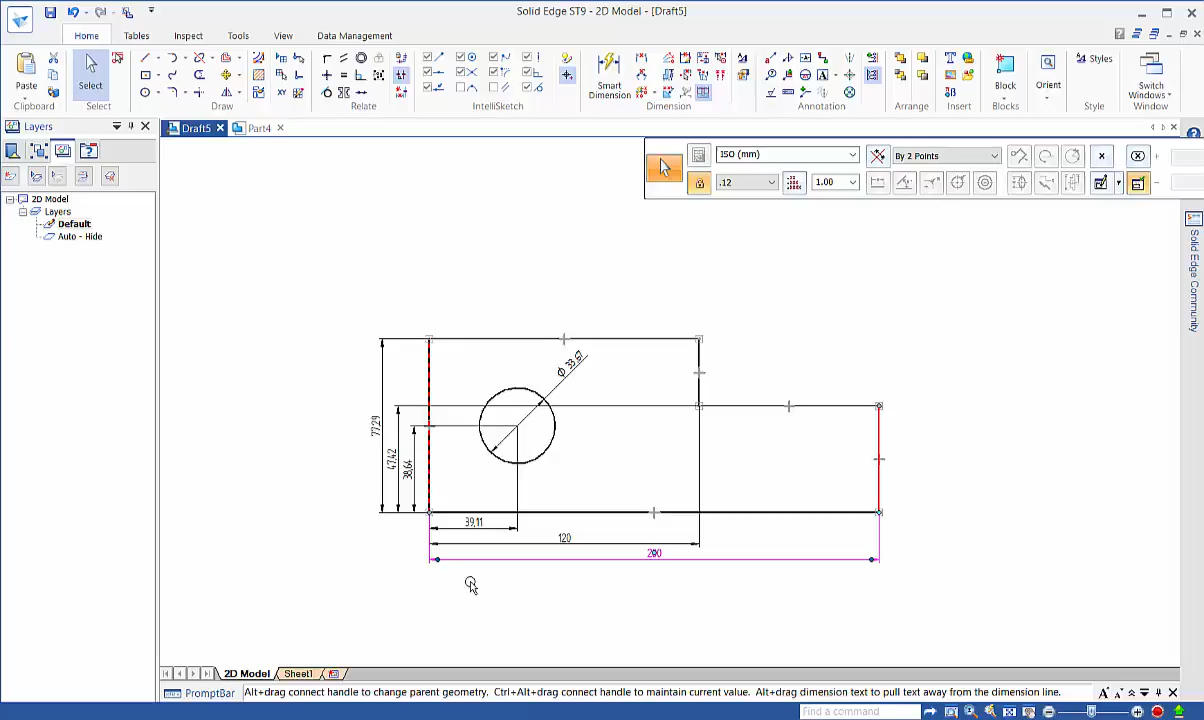 Solid Edge ST9 - 2D Model - [Draft5]
Home Tables Inspect Sketch Tools View Data Management
Paste
Select
Smart Dimension
Block
Orient
Styles
Switch Windows
Clipboard Select Draw Relate IntelliSketch Dimension Annotation Arrange Insert Blocks Style Window
Layers
Draft5 Part4
2D Model
Layers
Default
Auto - Hide
ISO (mm) By 2 Points
.12 1.00
Solid Edge Community
Φ 33,67
77,29
47,42
38,64
39,11
120
200
2D Model Sheet1
PromptBar Alt+drag connect handle to change parent geometry. Ctrl+Alt+drag connect handle to maintain current value. Alt+drag dimension text to pull text away from the dimension line.
Find a command